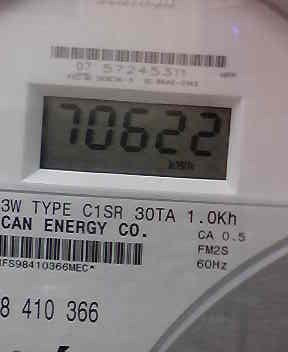 07 57245311
70622
kWh
3W TYPE C1SR 30TA 1.0Kh
CAN ENERGY CO.
CA 0.5
FM2S
60Hz
IFS98410366MEC*
8 410 366